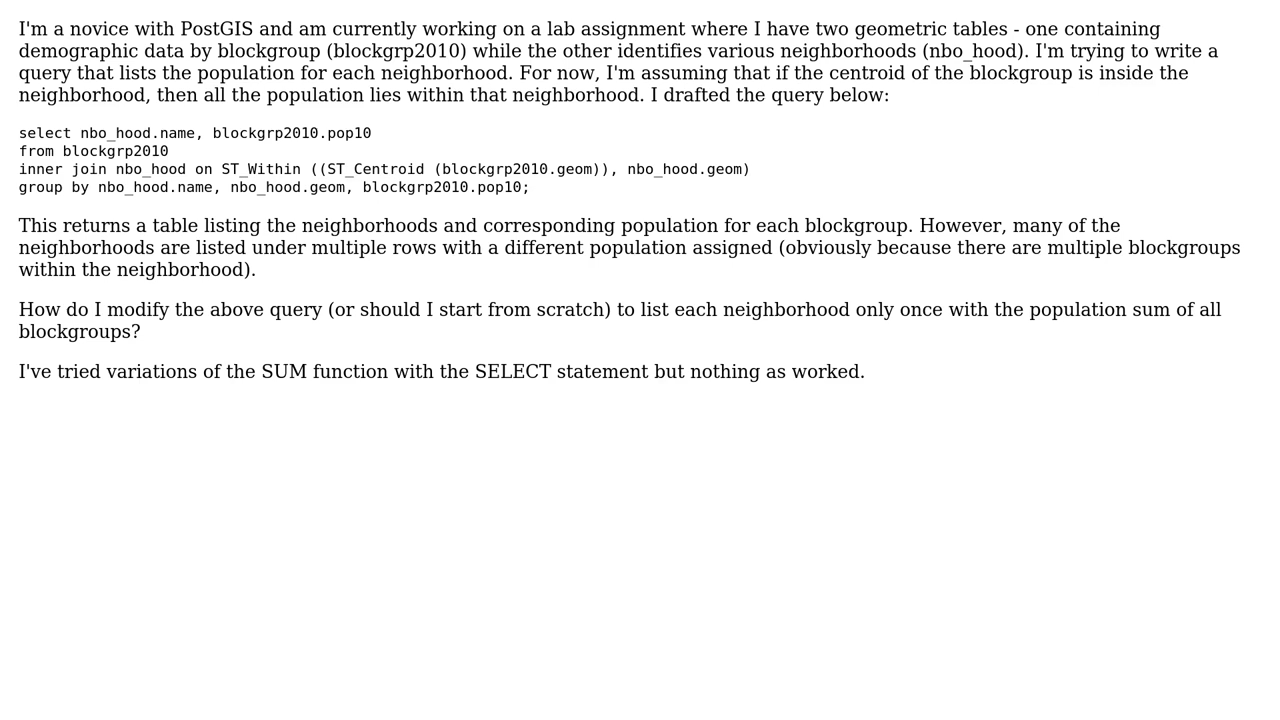 I'm a novice with PostGIS and am currently working on a lab assignment where I have two geometric tables - one containing
demographic data by blockgroup (blockgrp2010) while the other identifies various neighborhoods (nbo_hood). I'm trying to write a
query that lists the population for each neighborhood. For now, I'm assuming that if the centroid of the blockgroup is inside the
neighborhood, then all the population lies within that neighborhood. I drafted the query below:
select nbo_hood.name, blockgrp2010.pop10
from blockgrp2010
inner join nbo_hood on ST_Within ((ST_Centroid (blockgrp2010.geom)), nbo_hood.geom)
group by nbo_hood.name, nbo_hood.geom, blockgrp2010.pop10;
This returns a table listing the neighborhoods and corresponding population for each blockgroup. However, many of the
neighborhoods are listed under multiple rows with a different population assigned (obviously because there are multiple blockgroups
within the neighborhood).
How do I modify the above query (or should I start from scratch) to list each neighborhood only once with the population sum of all
blockgroups?
I've tried variations of the SUM function with the SELECT statement but nothing as worked.